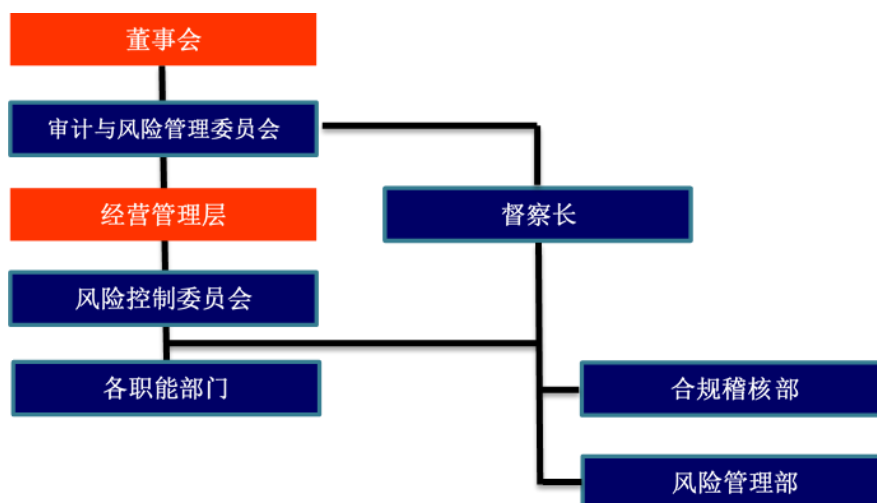 董事会
审计与风险管理委员会
经营管理层
督察长
风险控制委员会
各职能部门
合规稽核部
风险管理部